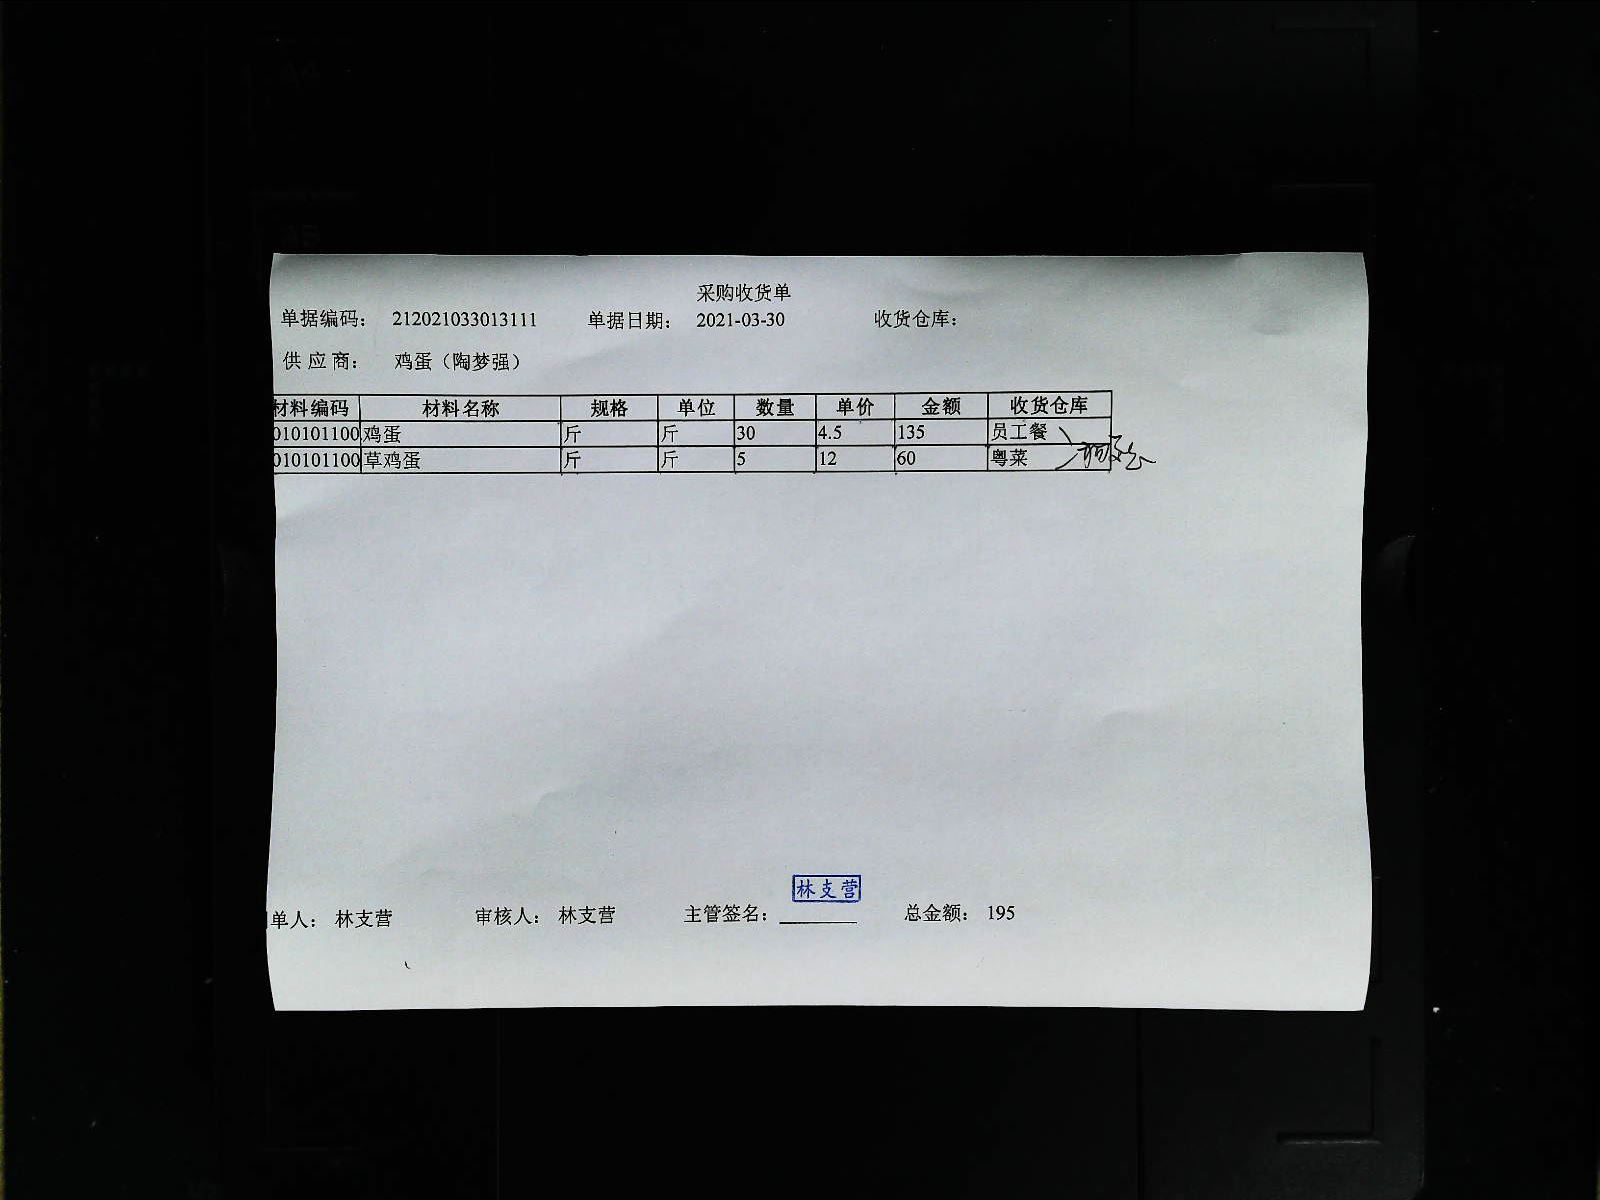 采购收货单
单据编码： 212021033013111 单据日期： 2021-03-30 收货仓库：
供应商： 鸡蛋（陶梦强）
材料编码 材料名称 规格 单位 数量 单价 金额 收货仓库
010101100 鸡蛋 斤 斤 30 4.5 135 员工餐
010101100 草鸡蛋 斤 斤 5 12 60 粤菜
林支营
单人： 林支营 审核人： 林支营 主管签名： 总金额： 195